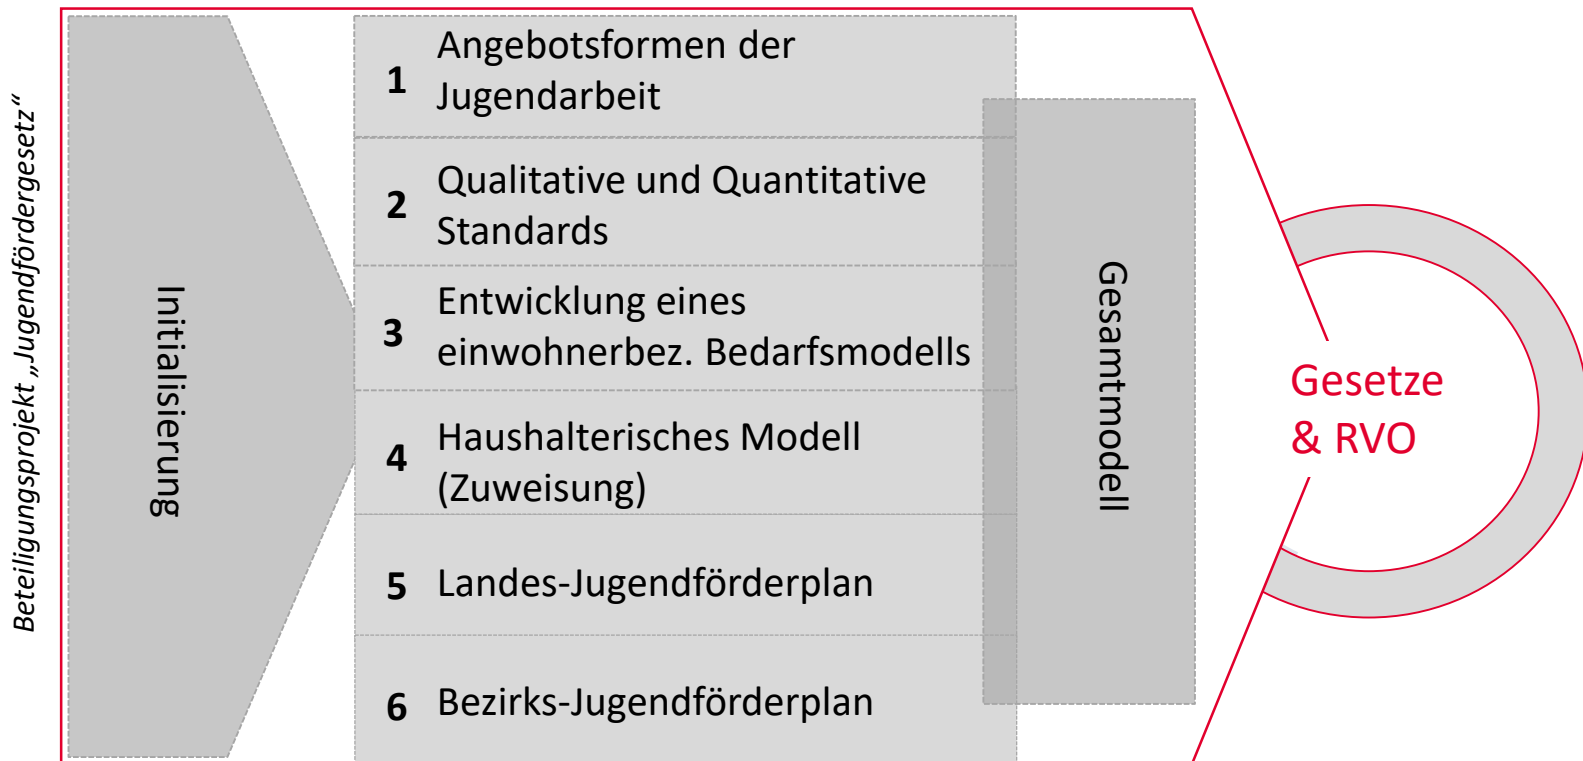 Beteiligungsprojekt „Jugendfördergesetz“
Initialisierung
1 Angebotsformen der
Jugendarbeit
2 Qualitative und Quantitative
Standards
3 Entwicklung eines
einwohnerbez. Bedarfsmodells
4 Haushalterisches Modell
(Zuweisung)
5 Landes-Jugendförderplan
6 Bezirks-Jugendförderplan
Gesamtmodell
Gesetze
& RVO